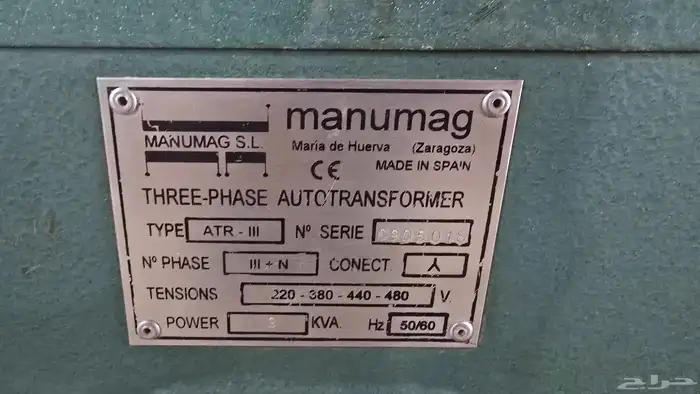 manumag
MANUMAG S.L.
Maria de Huerva (Zaragoza)
CE MADE IN SPAIN
THREE-PHASE AUTOTRANSFORMER
TYPE ATR - III Nº SERIE
Nº PHASE III + N CONECT.
TENSIONS 220 - 380 - 440 - 480 V.
POWER 3 KVA. Hz 50/60
حراج